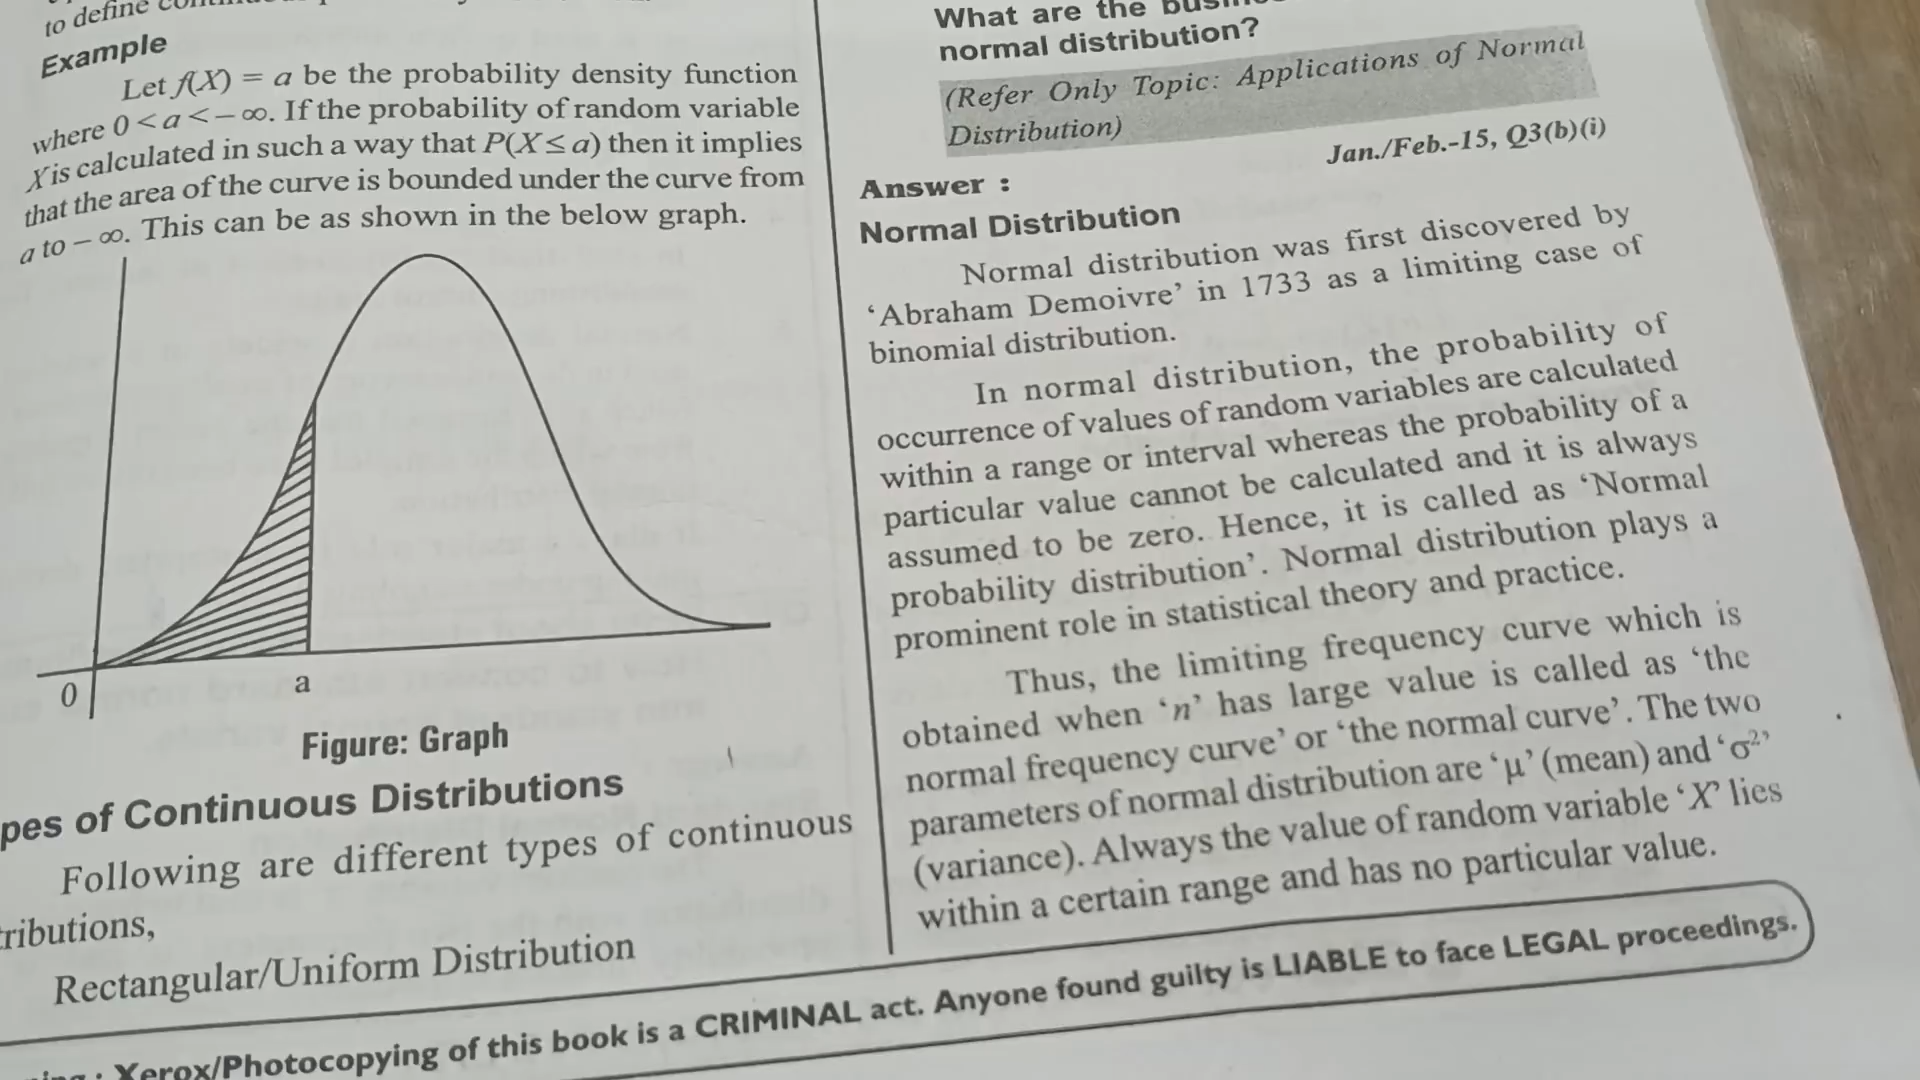 to define
Example
Let f(X) = a be the probability density function
where 0 < a < – ∞. If the probability of random variable
X is calculated in such a way that P(X ≤ a) then it implies
that the area of the curve is bounded under the curve from
a to – ∞. This can be as shown in the below graph.
0
a
Figure: Graph
pes of Continuous Distributions
Following are different types of continuous
ributions,
Rectangular/Uniform Distribution
What are the
normal distribution?
(Refer Only Topic: Applications of Normal
Distribution)
Jan./Feb.-15, Q3(b)(i)
Answer :
Normal Distribution
Normal distribution was first discovered by
‘Abraham Demoivre’ in 1733 as a limiting case of
binomial distribution.
In normal distribution, the probability of
occurrence of values of random variables are calculated
within a range or interval whereas the probability of a
particular value cannot be calculated and it is always
assumed to be zero. Hence, it is called as ‘Normal
probability distribution’. Normal distribution plays a
prominent role in statistical theory and practice.
Thus, the limiting frequency curve which is
obtained when ‘n’ has large value is called as ‘the
normal frequency curve’ or ‘the normal curve’. The two
parameters of normal distribution are ‘μ’ (mean) and ‘σ²’
(variance). Always the value of random variable ‘X’ lies
within a certain range and has no particular value.
: Xerox/Photocopying of this book is a CRIMINAL act. Anyone found guilty is LIABLE to face LEGAL proceedings.